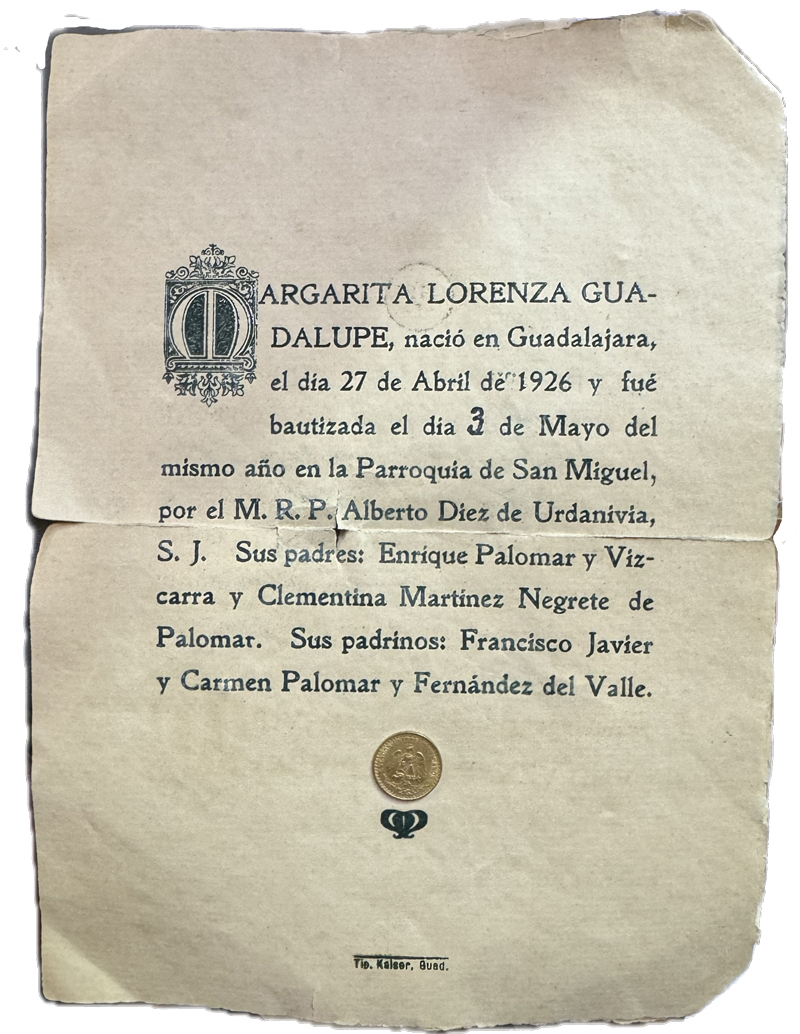 MARGARITA LORENZA GUA-
DALUPE, nació en Guadalajara,
el día 27 de Abril de 1926 y fué
bautizada el día 3 de Mayo del
mismo año en la Parroquia de San Miguel,
por el M. R. P. Alberto Díez de Urdanivia,
S. J. Sus padres: Enrique Palomar y Viz-
carra y Clementina Martínez Negrete de
Palomar. Sus padrinos: Francisco Javier
y Carmen Palomar y Fernández del Valle.
Tip. Kaiser, Guad.